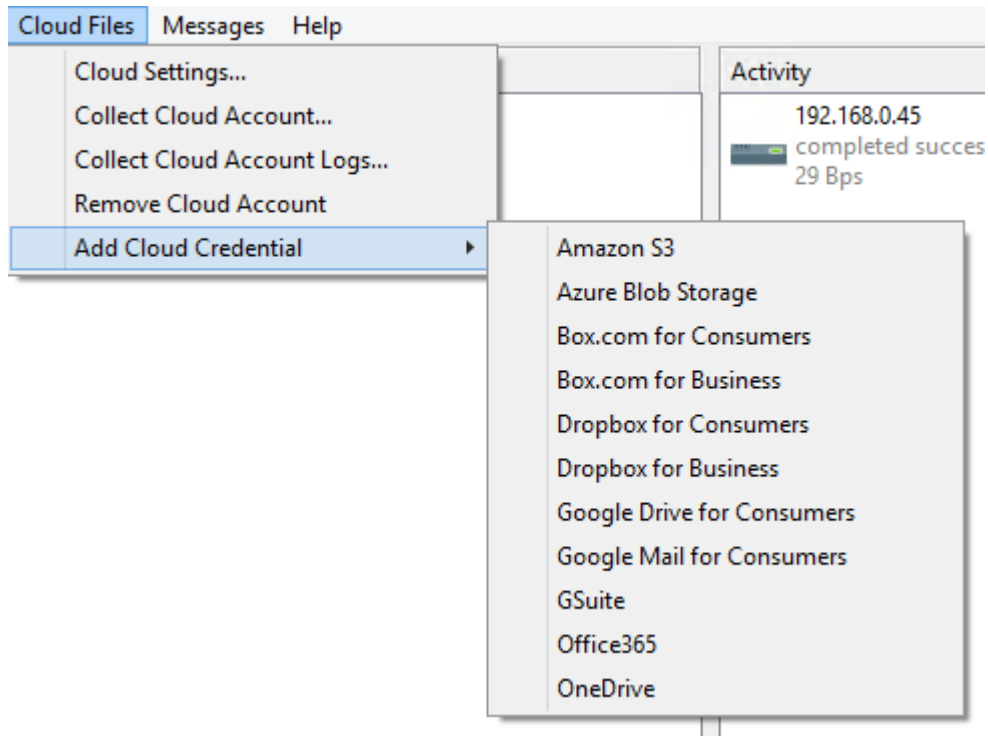 Cloud Files Messages Help
Cloud Settings...
Collect Cloud Account...
Collect Cloud Account Logs...
Remove Cloud Account
Add Cloud Credential
Activity
192.168.0.45
completed succes
29 Bps
Amazon S3
Azure Blob Storage
Box.com for Consumers
Box.com for Business
Dropbox for Consumers
Dropbox for Business
Google Drive for Consumers
Google Mail for Consumers
GSuite
Office365
OneDrive